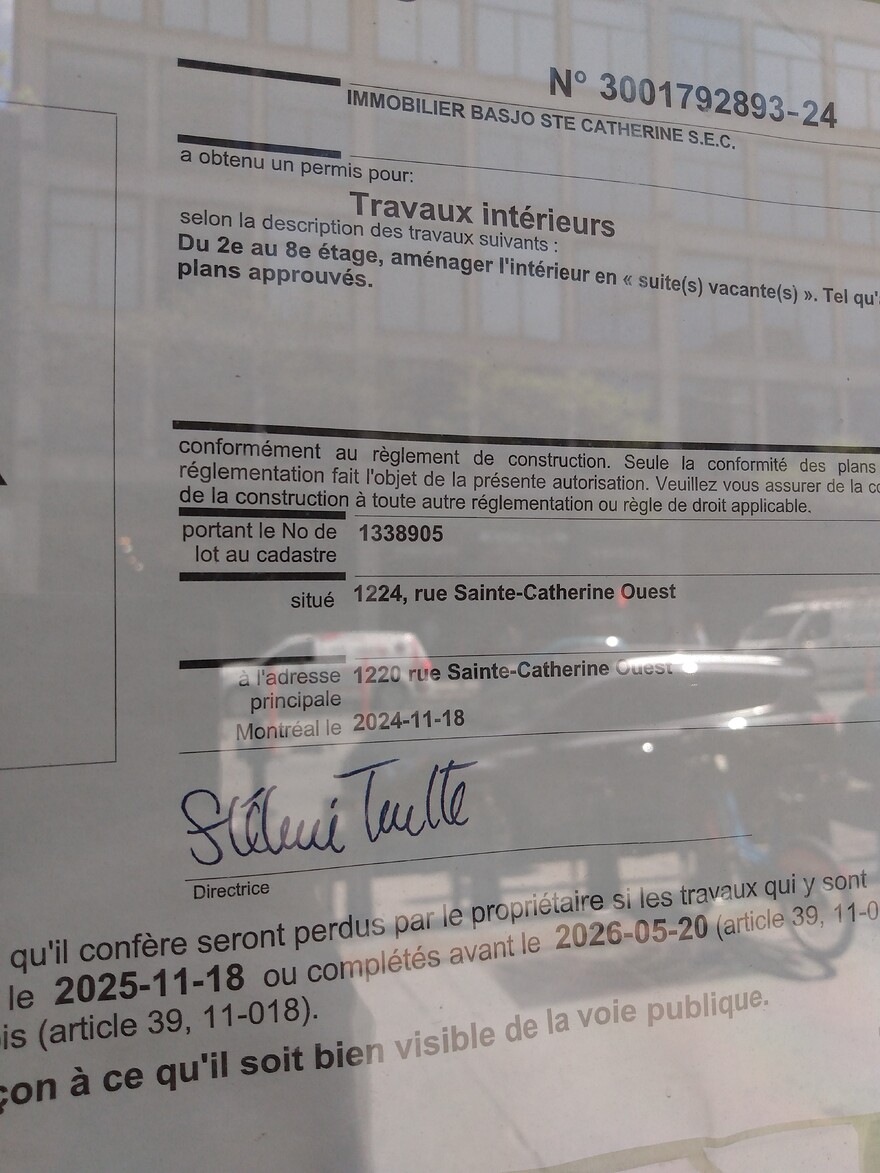 N° 3001792893-24
IMMOBILIER BASJO STE CATHERINE S.E.C.
a obtenu un permis pour:
Travaux intérieurs
selon la description des travaux suivants :
Du 2e au 8e étage, aménager l'intérieur en « suite(s) vacante(s) ». Tel qu'
plans approuvés.
conformément au règlement de construction. Seule la conformité des plans
réglementation fait l'objet de la présente autorisation. Veuillez vous assurer de la
de la construction à toute autre réglementation ou règle de droit applicable.
portant le No de 1338905
lot au cadastre
situé 1224, rue Sainte-Catherine Ouest
à l'adresse 1220 rue Sainte-Catherine Ouest
principale
Montréal le 2024-11-18
Directrice
qu'il confère seront perdus par le propriétaire si les travaux qui y sont
le 2025-11-18 ou complétés avant le 2026-05-20 (article 39, 11-0
is (article 39, 11-018).
çon à ce qu'il soit bien visible de la voie publique.